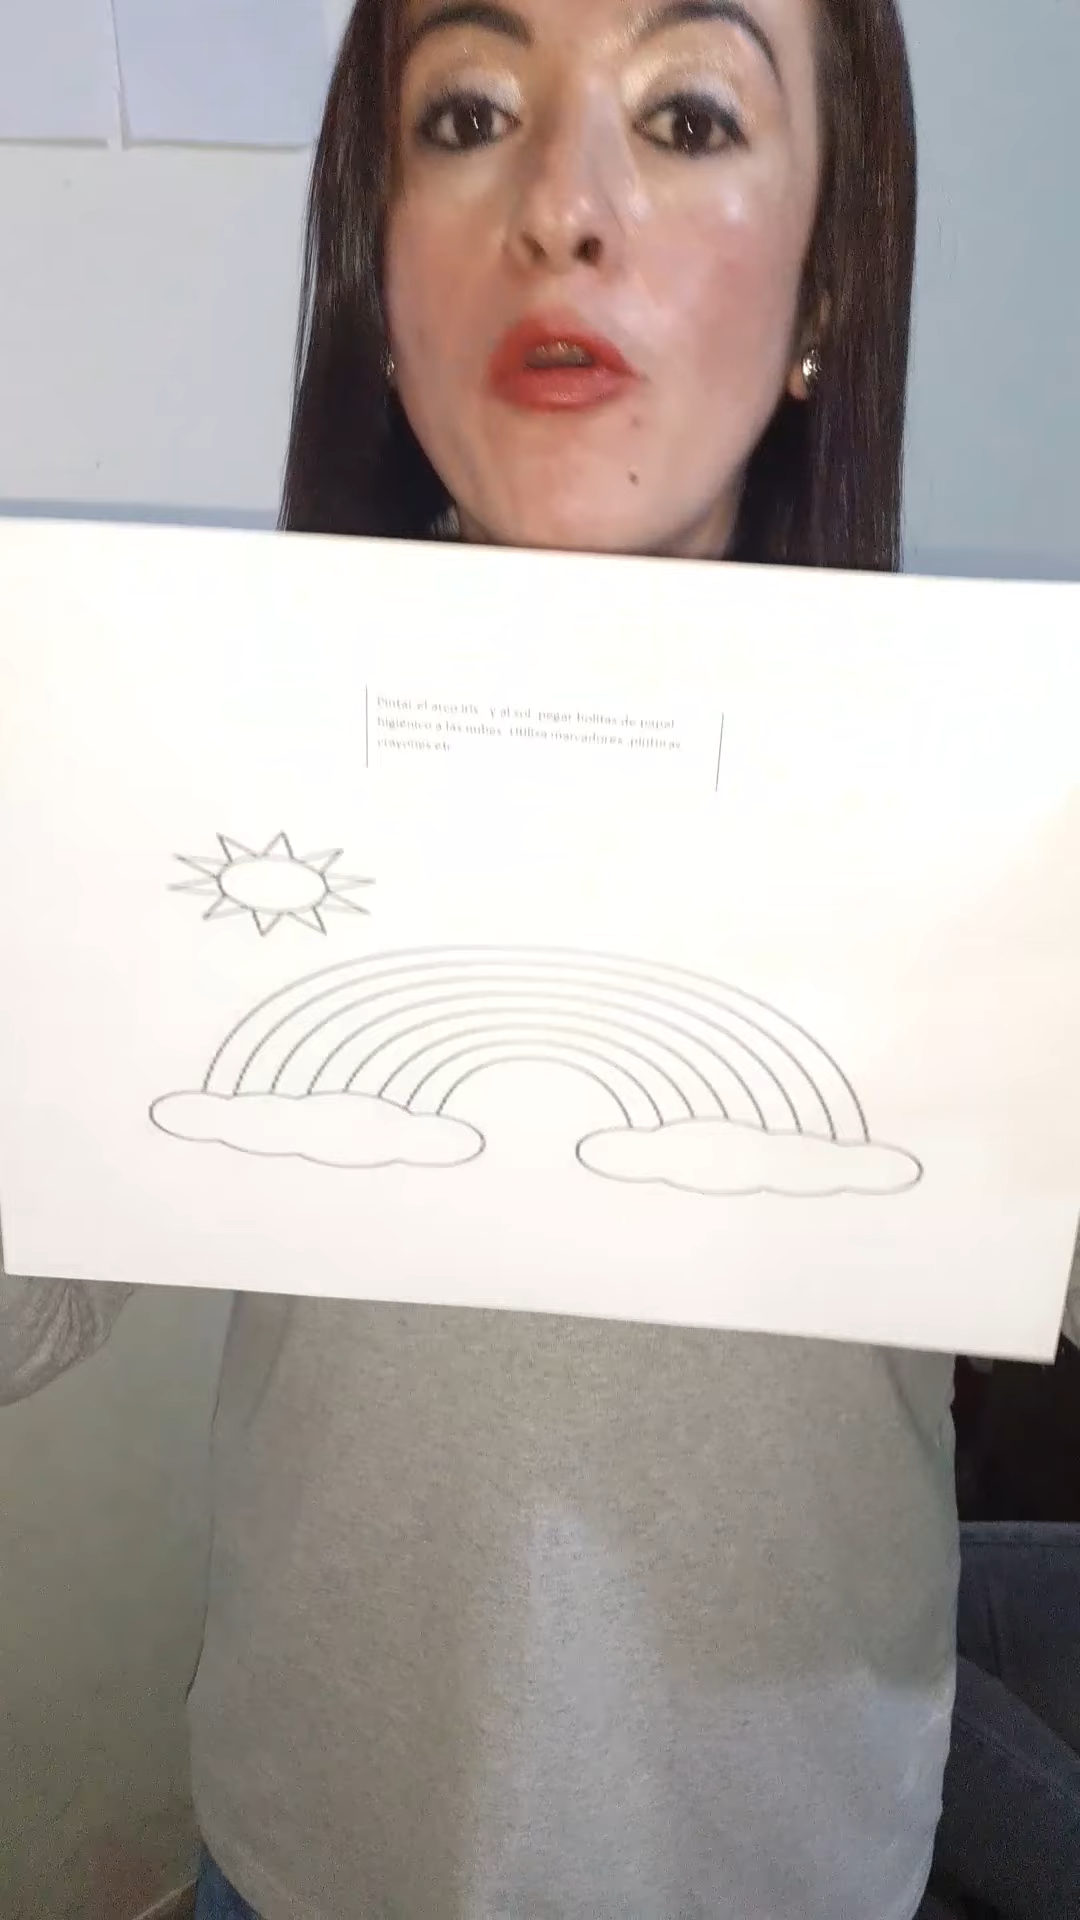 Pintar el arco iris y al sol pegar bolitas de papel
higiénico a las nubes. Utiliza marcadores, pinturas,
crayones etc